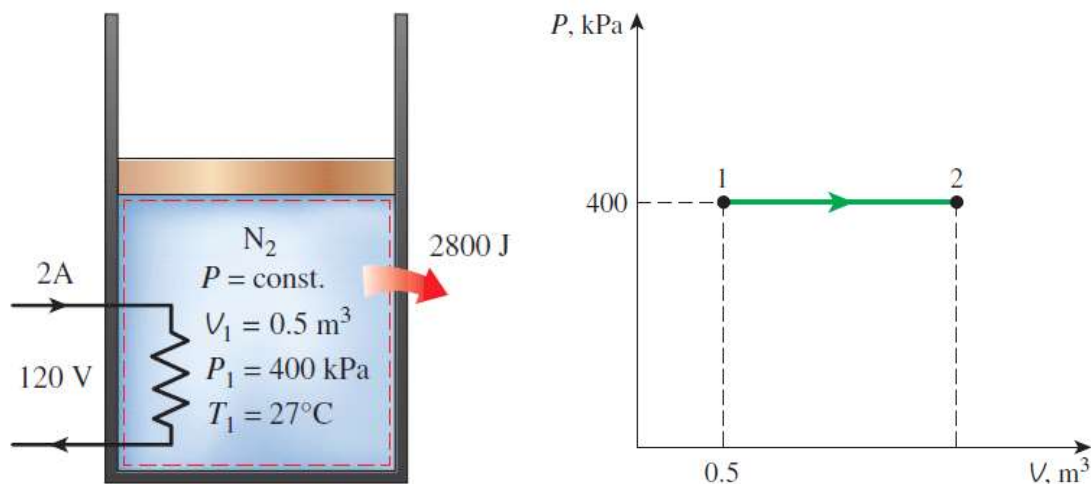 N₂
P = const.
V₁ = 0.5 m³
P₁ = 400 kPa
T₁ = 27°C
2A
120 V
2800 J
P, kPa
400
1
2
0.5
V, m³